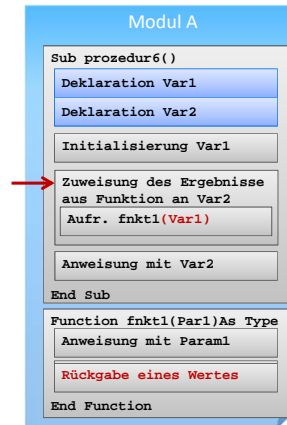 Modul A
Sub prozedur6()
Deklaration Var1
Deklaration Var2
Initialisierung Var1
Zuweisung des Ergebnisse
aus Funktion an Var2
Aufr. fnkt1(Var1)
Anweisung mit Var2
End Sub
Function fnkt1(Par1)As Type
Anweisung mit Param1
Rückgabe eines Wertes
End Function